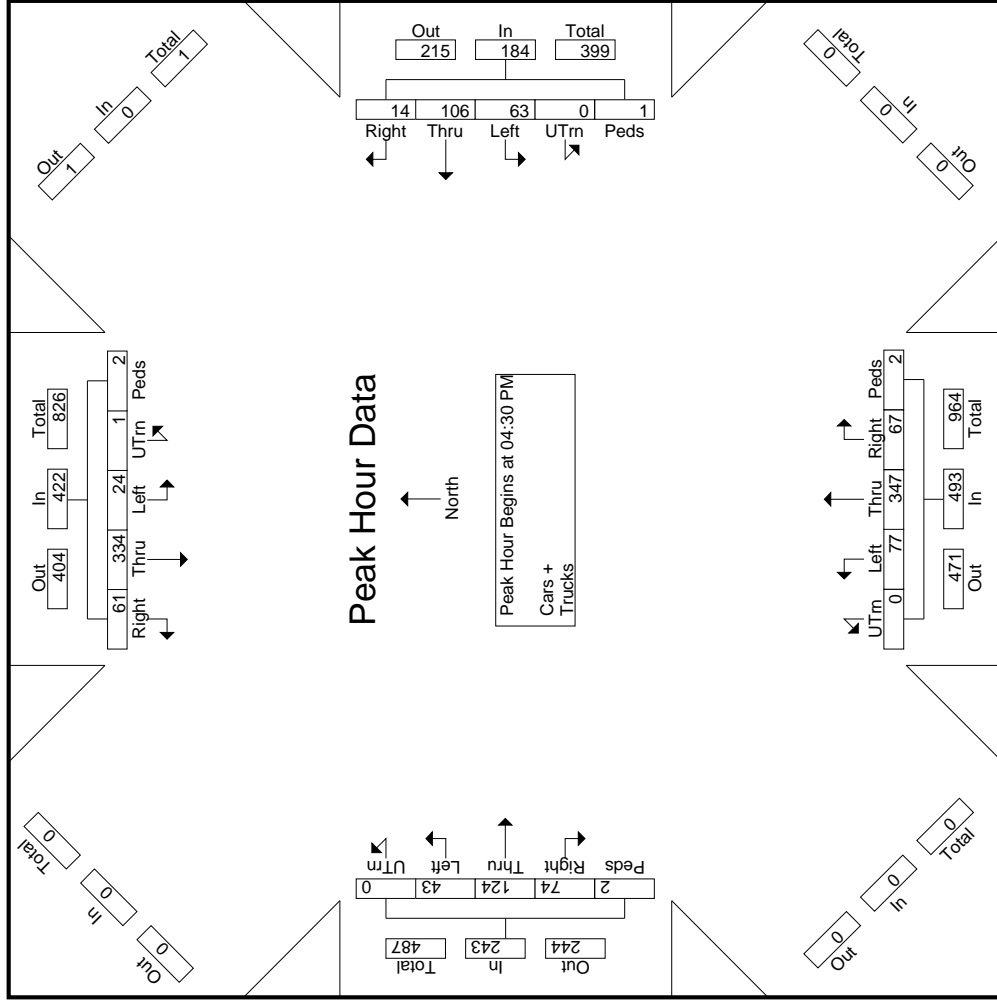 Out
In
Total
1
0
1
Out
In
Total
215
184
399
14
106
63
0
1
Right
Thru
Left
UTrn
Peds
Total
In
Out
0
0
0
Out
In
Total
404
422
826
61
334
24
1
2
Right
Thru
Left
UTrn
Peds
Peak Hour Data
North
Peak Hour Begins at 04:30 PM
Cars +
Trucks
UTrn
Left
Thru
Right
Peds
0
77
347
67
2
471
493
964
Out
In
Total
Total
In
Out
0
0
0
UTrn
Left
Thru
Right
Peds
0
43
124
74
2
487
243
244
Total
In
Out
Out
In
Total
0
0
0